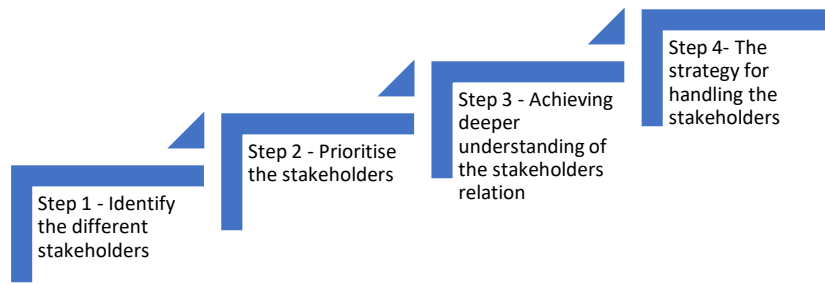 Step 1 - Identify
the different
stakeholders
Step 2 - Prioritise
the stakeholders
Step 3 - Achieving
deeper
understanding of
the stakeholders
relation
Step 4- The
strategy for
handling the
stakeholders